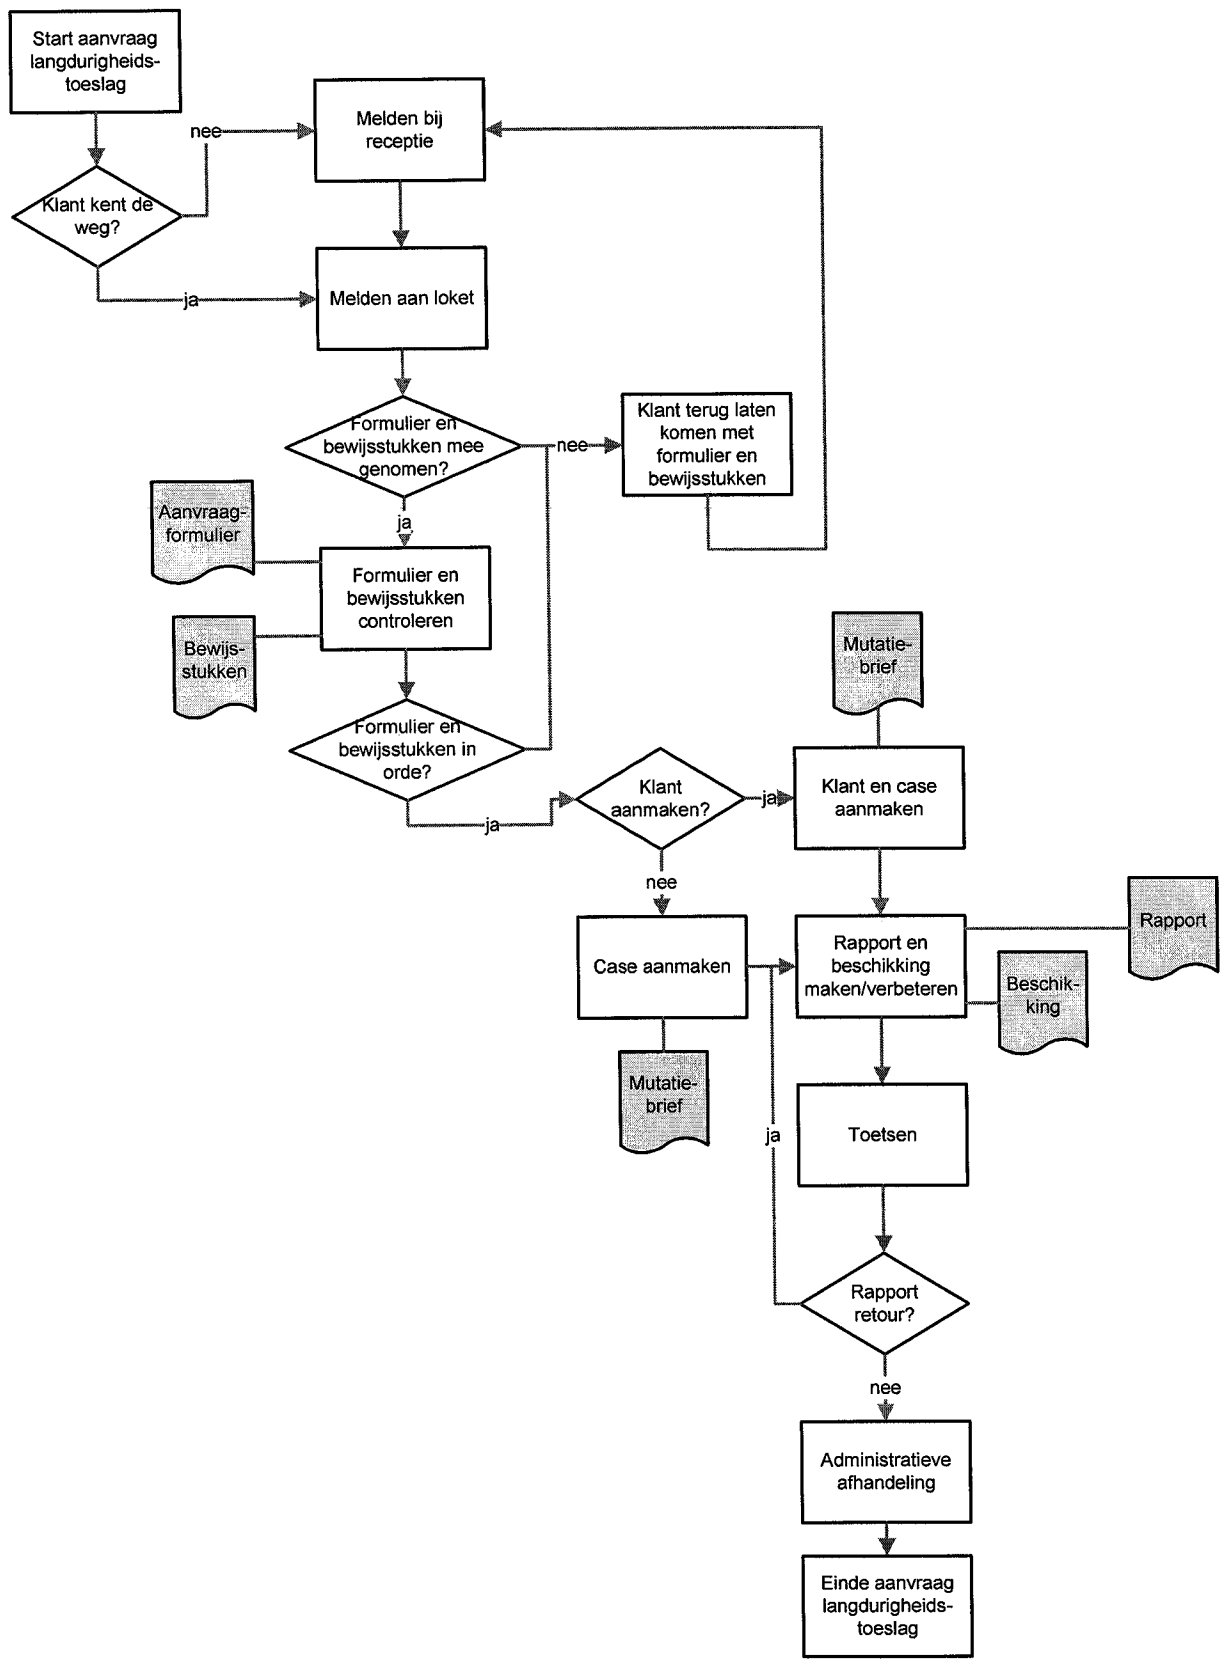 Start aanvraag
langdurigheids-
toeslag
Klant kent de
weg?
nee
ja
Melden bij
receptie
Melden aan loket
Formulier en
bewijsstukken mee
genomen?
nee
Klant terug laten
komen met
formulier en
bewijsstukken
ja
Aanvraag-
formulier
Formulier en
bewijsstukken
controleren
Bewijs-
stukken
Formulier en
bewijsstukken in
orde?
ja
Klant
aanmaken?
ja
Mutatie-
brief
Klant en case
aanmaken
nee
Case aanmaken
Mutatie-
brief
Rapport en
beschikking
maken/verbeteren
Rapport
Beschik-
king
Toetsen
ja
Rapport
retour?
nee
Administratieve
afhandeling
Einde aanvraag
langdurigheids-
toeslag